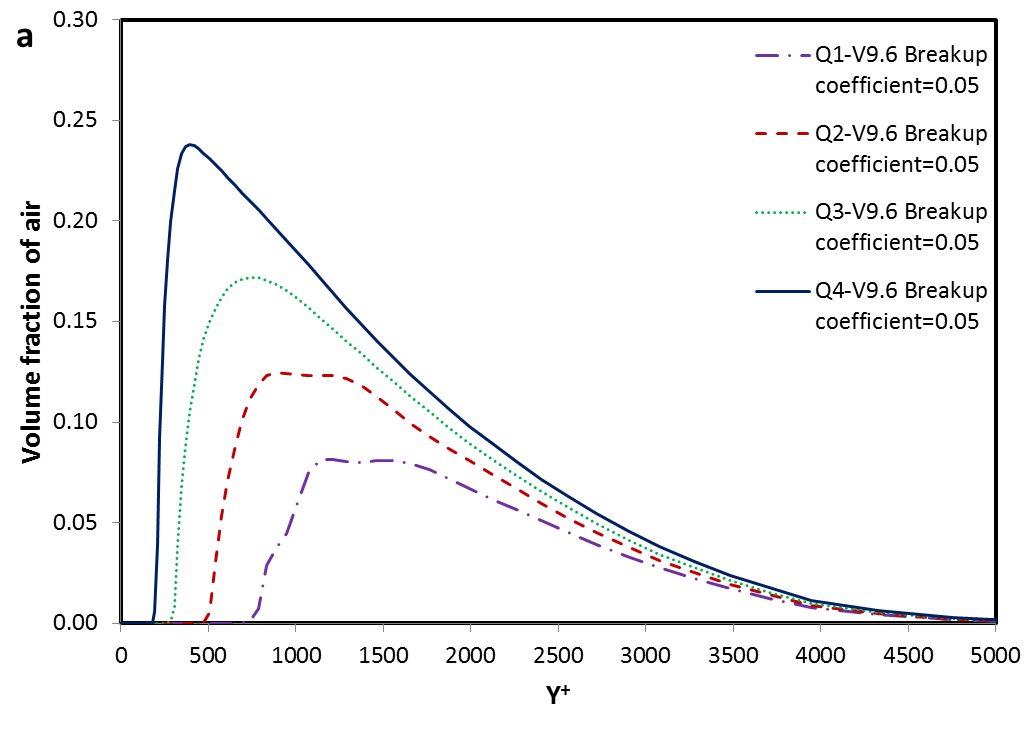 a
0.30
0.25
0.20
0.15
0.10
0.05
0.00
Volume fraction of air
Q1-V9.6 Breakup
coefficient=0.05
Q2-V9.6 Breakup
coefficient=0.05
Q3-V9.6 Breakup
coefficient=0.05
Q4-V9.6 Breakup
coefficient=0.05
0 500 1000 1500 2000 2500 3000 3500 4000 4500 5000
Y⁺